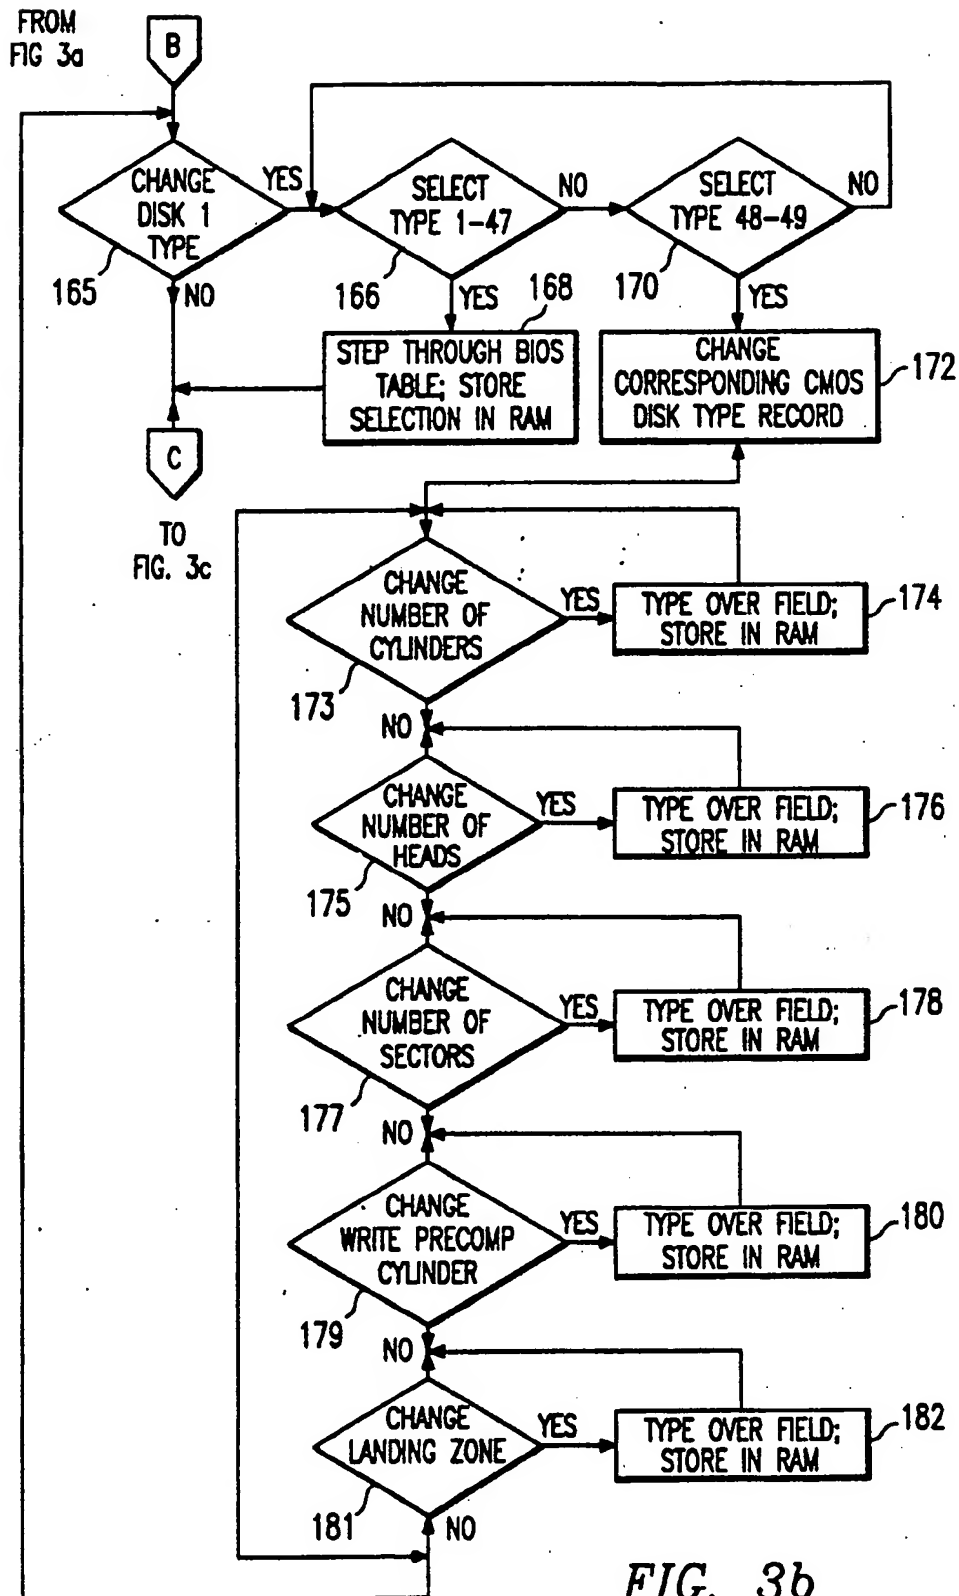 FROM
FIG 3a
B
CHANGE
DISK 1
TYPE
YES
165
NO
SELECT
TYPE 1-47
NO
166
YES
SELECT
TYPE 48-49
NO
170
YES
168
STEP THROUGH BIOS
TABLE; STORE
SELECTION IN RAM
CHANGE
CORRESPONDING CMOS
DISK TYPE RECORD
172
C
TO
FIG. 3c
CHANGE
NUMBER OF
CYLINDERS
YES
173
NO
TYPE OVER FIELD;
STORE IN RAM
174
CHANGE
NUMBER OF
HEADS
YES
175
NO
TYPE OVER FIELD;
STORE IN RAM
176
CHANGE
NUMBER OF
SECTORS
YES
177
NO
TYPE OVER FIELD;
STORE IN RAM
178
CHANGE
WRITE PRECOMP
CYLINDER
YES
179
NO
TYPE OVER FIELD;
STORE IN RAM
180
CHANGE
LANDING ZONE
YES
181
NO
TYPE OVER FIELD;
STORE IN RAM
182
FIG. 3b